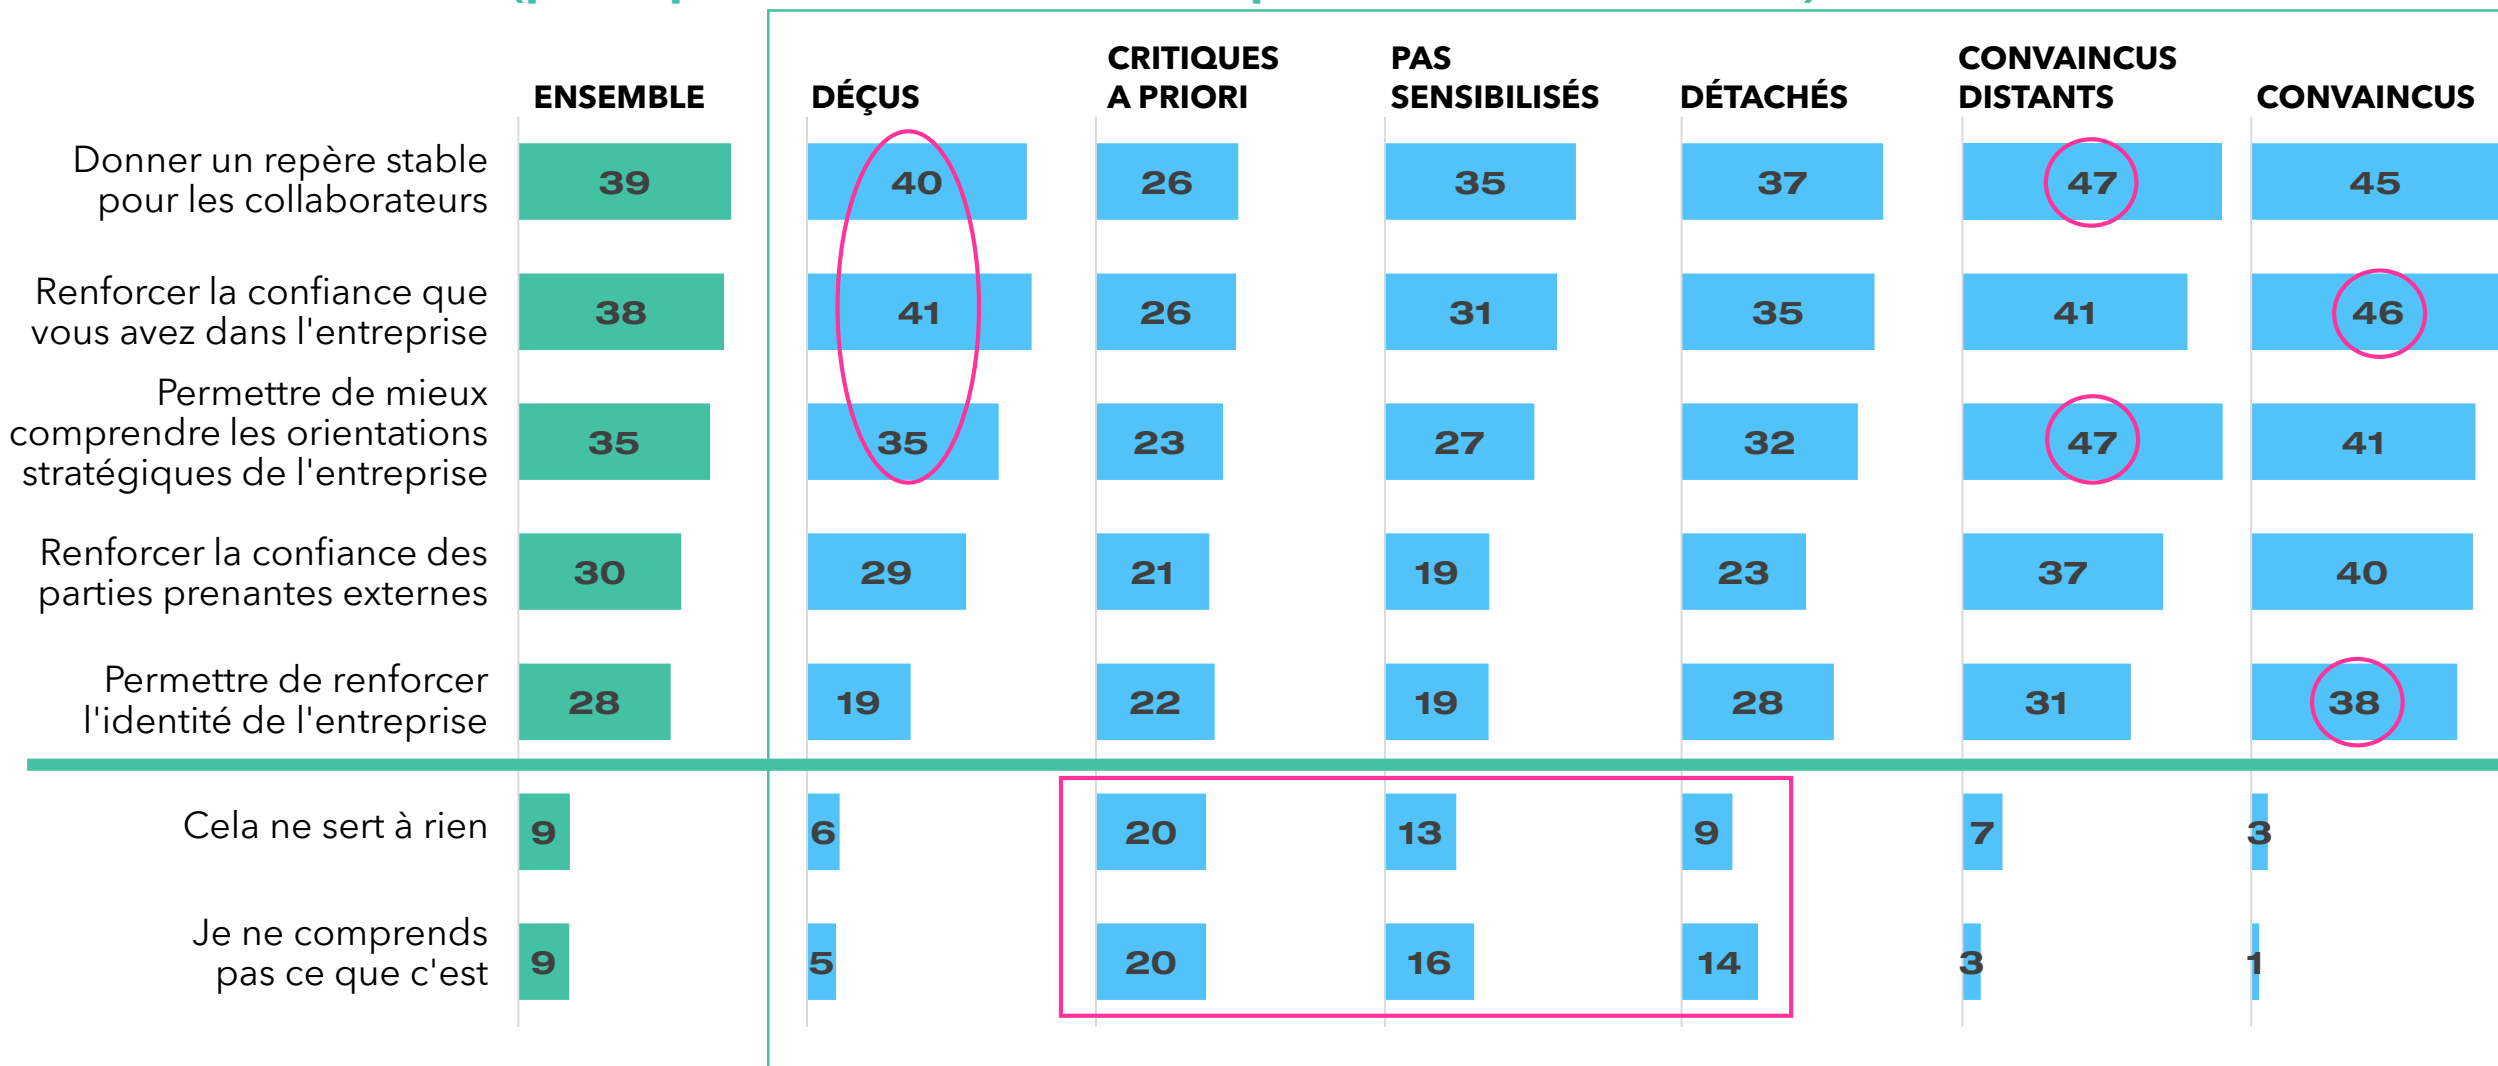 CRITIQUES PAS CONVAINCUS
ENSEMBLE DÉÇUS A PRIORI SENSIBILISÉS DÉTACHÉS DISTANTS CONVAINCUS
Donner un repère stable
pour les collaborateurs
39 40 26 35 37 47 45
Renforcer la confiance que
vous avez dans l'entreprise
38 41 26 31 35 41 46
Permettre de mieux
comprendre les orientations
stratégiques de l'entreprise
35 35 23 27 32 47 41
Renforcer la confiance des
parties prenantes externes
30 29 21 19 23 37 40
Permettre de renforcer
l'identité de l'entreprise
28 19 22 19 28 31 38
Cela ne sert à rien
9 6 20 13 9 7 3
Je ne comprends
pas ce que c'est
9 5 20 16 14 3 1